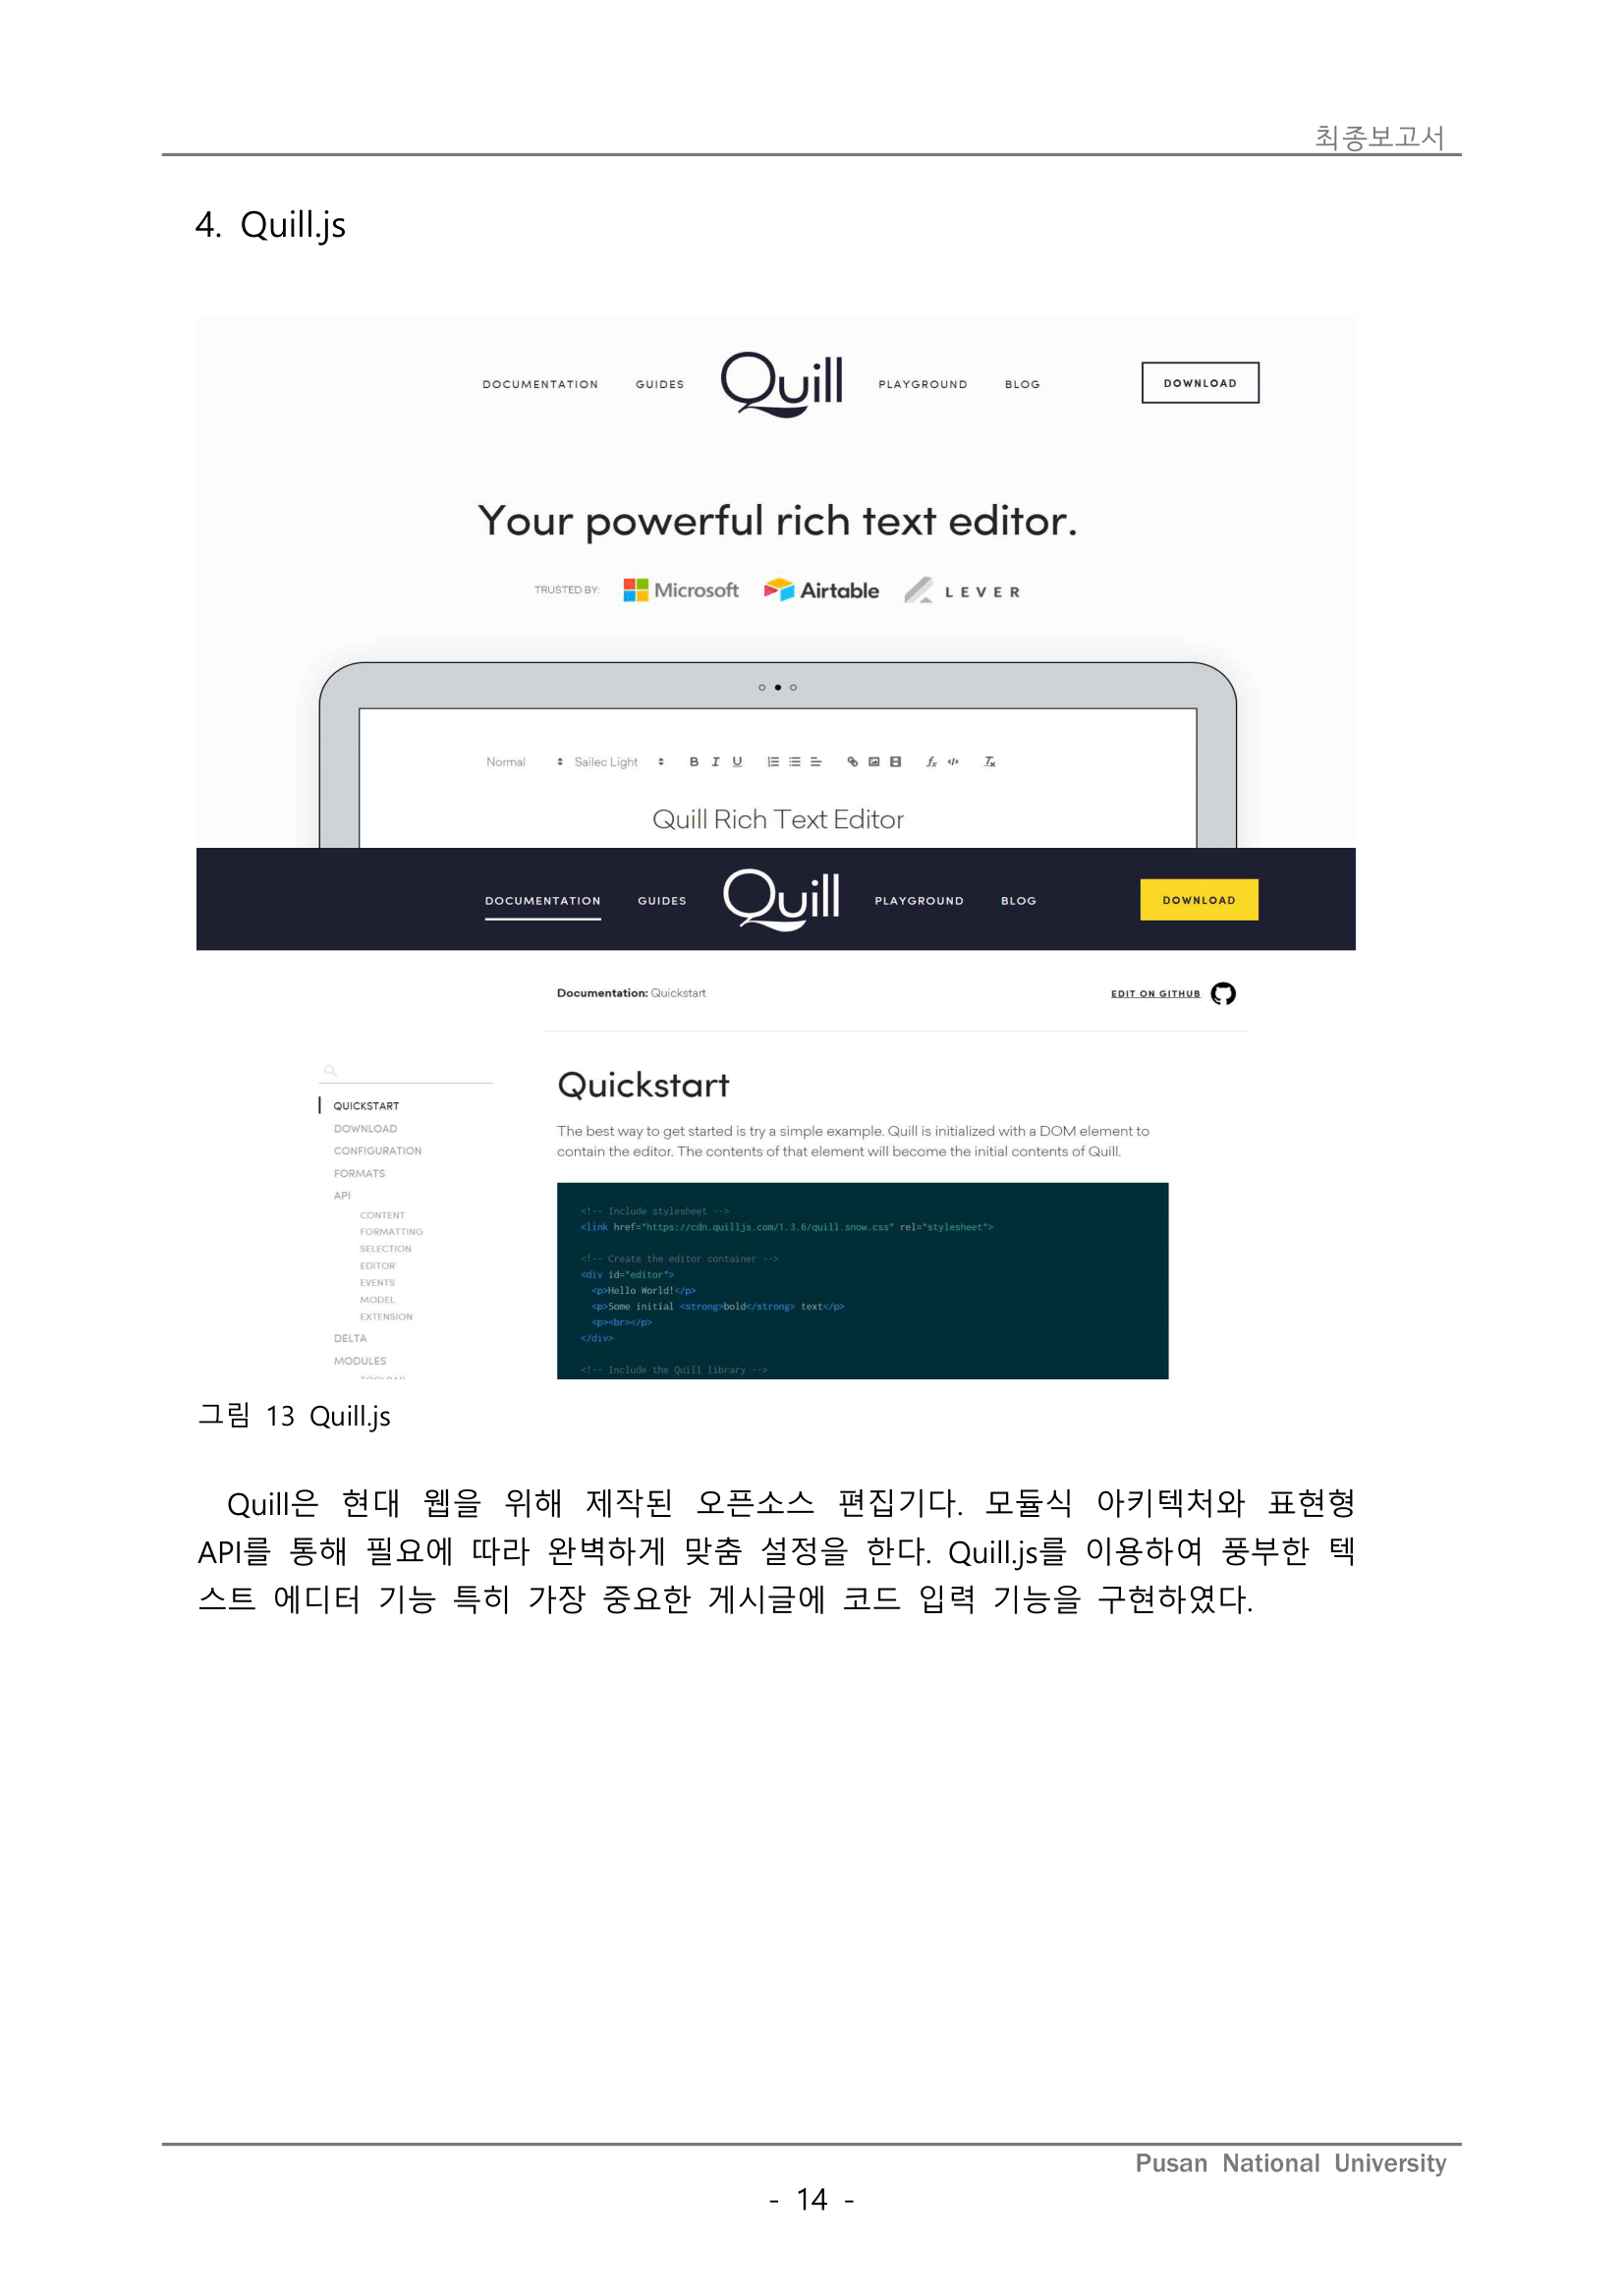 최종보고서
4. Quill.js
DOCUMENTATION GUIDES Quill PLAYGROUND BLOG DOWNLOAD
Your powerful rich text editor.
TRUSTED BY: Microsoft Airtable LEVER
Normal Sailec Light B I U
Quill Rich Text Editor
DOCUMENTATION GUIDES Quill PLAYGROUND BLOG DOWNLOAD
Documentation: Quickstart EDIT ON GITHUB
Quickstart
The best way to get started is try a simple example. Quill is initialized with a DOM element to
contain the editor. The contents of that element will become the initial contents of Quill.
QUICKSTART
DOWNLOAD
CONFIGURATION
FORMATS
API
CONTENT
FORMATTING
SELECTION
EDITOR
EVENTS
MODEL
EXTENSION
DELTA
MODULES
<!-- Include stylesheet -->
<link href="https://cdn.quilljs.com/1.3.6/quill.snow.css" rel="stylesheet">
<!-- Create the editor container -->
<div id="editor">
<p>Hello World!</p>
<p>Some initial <strong>bold</strong> text</p>
<p><br></p>
</div>
<!-- Include the Quill library -->
그림 13 Quill.js
Quill은 현대 웹을 위해 제작된 오픈소스 편집기다. 모듈식 아키텍처와 표현형
API를 통해 필요에 따라 완벽하게 맞춤 설정을 한다. Quill.js를 이용하여 풍부한 텍
스트 에디터 기능 특히 가장 중요한 게시글에 코드 입력 기능을 구현하였다.
Pusan National University
- 14 -